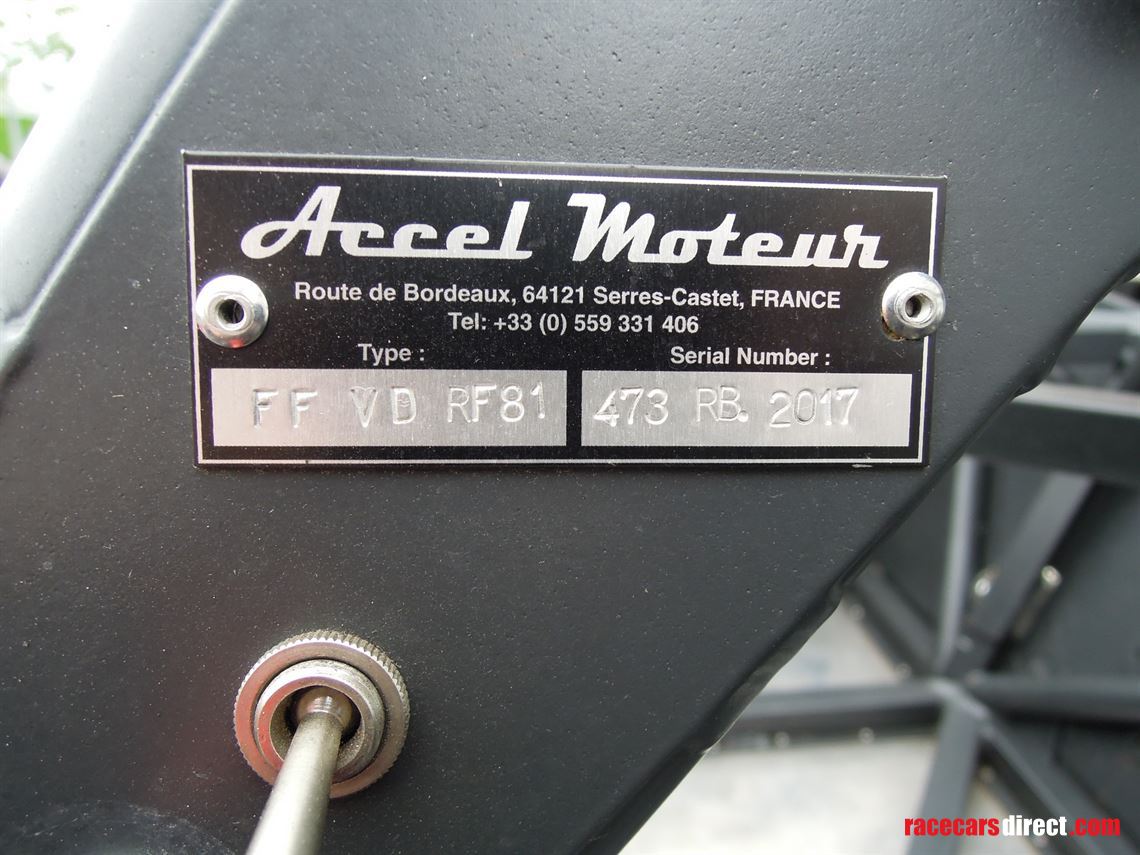 Accel Moteur
Route de Bordeaux, 64121 Serres-Castet, FRANCE
Tel: +33 (0) 559 331 406
Type : Serial Number :
FF VD RF81 473 RB. 2017
racecarsdirect.com